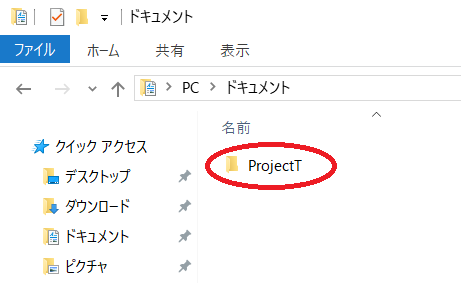 ドキュメント
ファイル ホーム 共有 表示
PC ドキュメント
名前
クイック アクセス
ProjectT
デスクトップ
ダウンロード
ドキュメント
ピクチャ